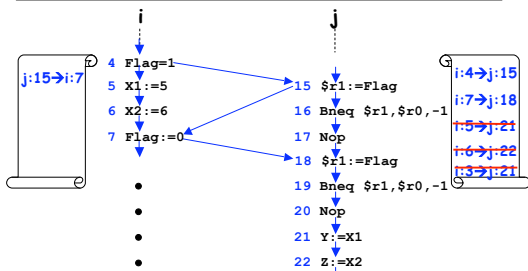 i
j
j:15→i:7
4 Flag=1
5 X1:=5
6 X2:=6
7 Flag:=0
15 $r1:=Flag
16 Bneq $r1,$r0,-1
17 Nop
18 $r1:=Flag
19 Bneq $r1,$r0,-1
20 Nop
21 Y:=X1
22 Z:=X2
i:4→j:15
i:7→j:18
i:5→j:21
i:6→j:22
i:3→j:21